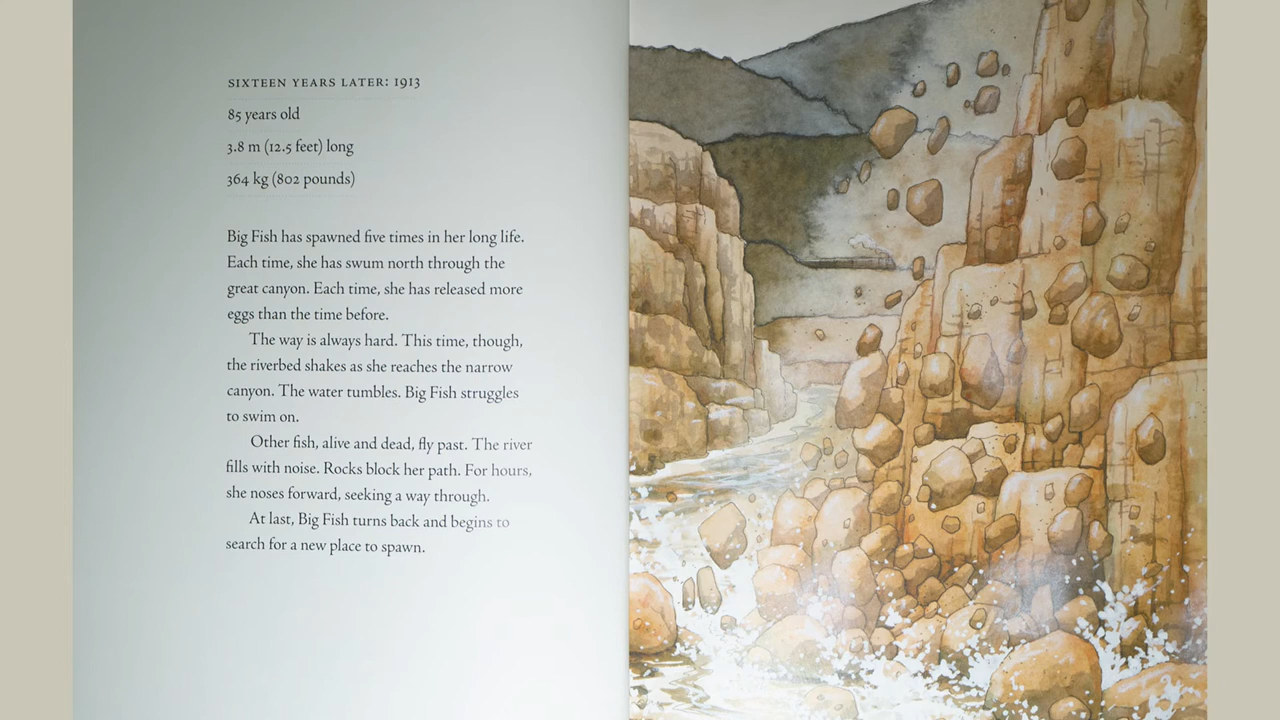 SIXTEEN YEARS LATER: 1913
85 years old
3.8 m (12.5 feet) long
364 kg (802 pounds)
Big Fish has spawned five times in her long life.
Each time, she has swum north through the
great canyon. Each time, she has released more
eggs than the time before.
The way is always hard. This time, though,
the riverbed shakes as she reaches the narrow
canyon. The water tumbles. Big Fish struggles
to swim on.
Other fish, alive and dead, fly past. The river
fills with noise. Rocks block her path. For hours,
she noses forward, seeking a way through.
At last, Big Fish turns back and begins to
search for a new place to spawn.